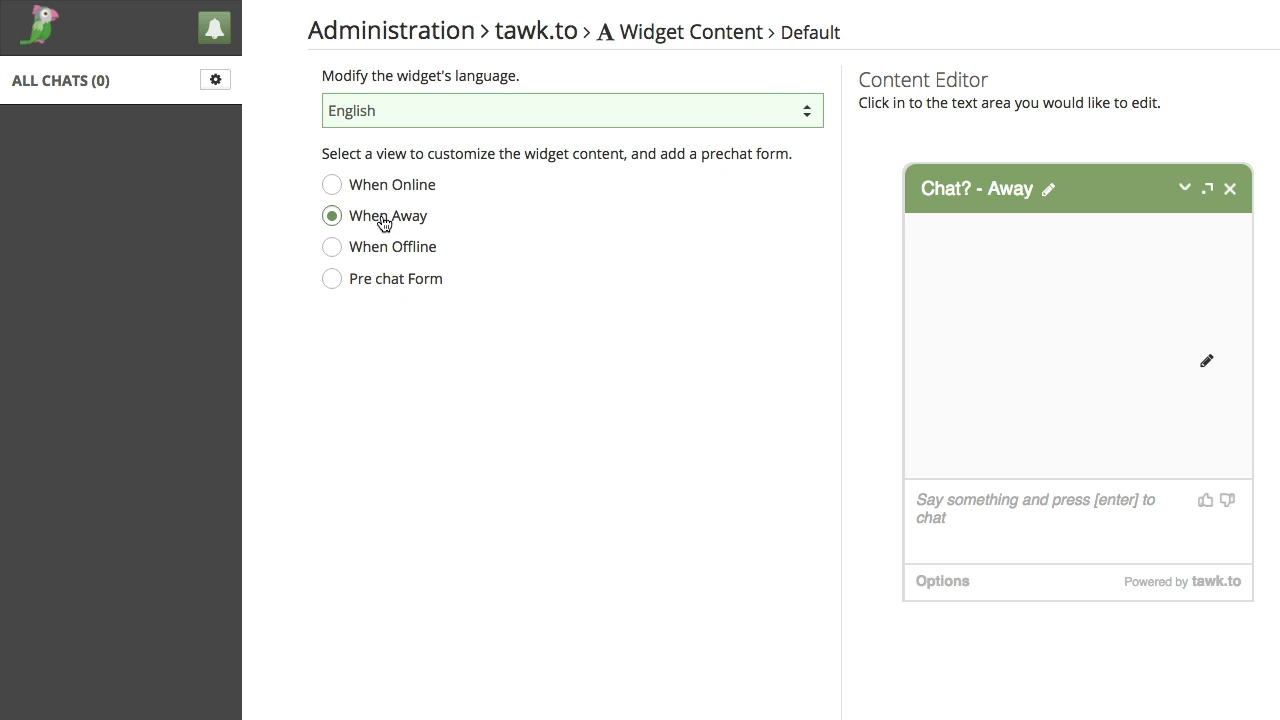 Administration > tawk.to > A Widget Content > Default
ALL CHATS (0)
Modify the widget's language.
English
Select a view to customize the widget content, and add a prechat form.
When Online
When Away
When Offline
Pre chat Form
Content Editor
Click in to the text area you would like to edit.
Chat? - Away
Say something and press [enter] to
chat
Options
Powered by tawk.to